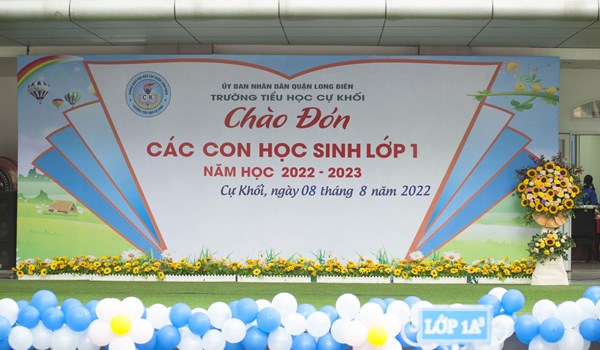 ỦY BAN NHÂN DÂN QUẬN LONG BIÊN
TRƯỜNG TIỂU HỌC CỰ KHỐI
Chào Đón
CÁC CON HỌC SINH LỚP 1
NĂM HỌC 2022 - 2023
Cự Khối, ngày 08 tháng 8 năm 2022
LỚP 1A³